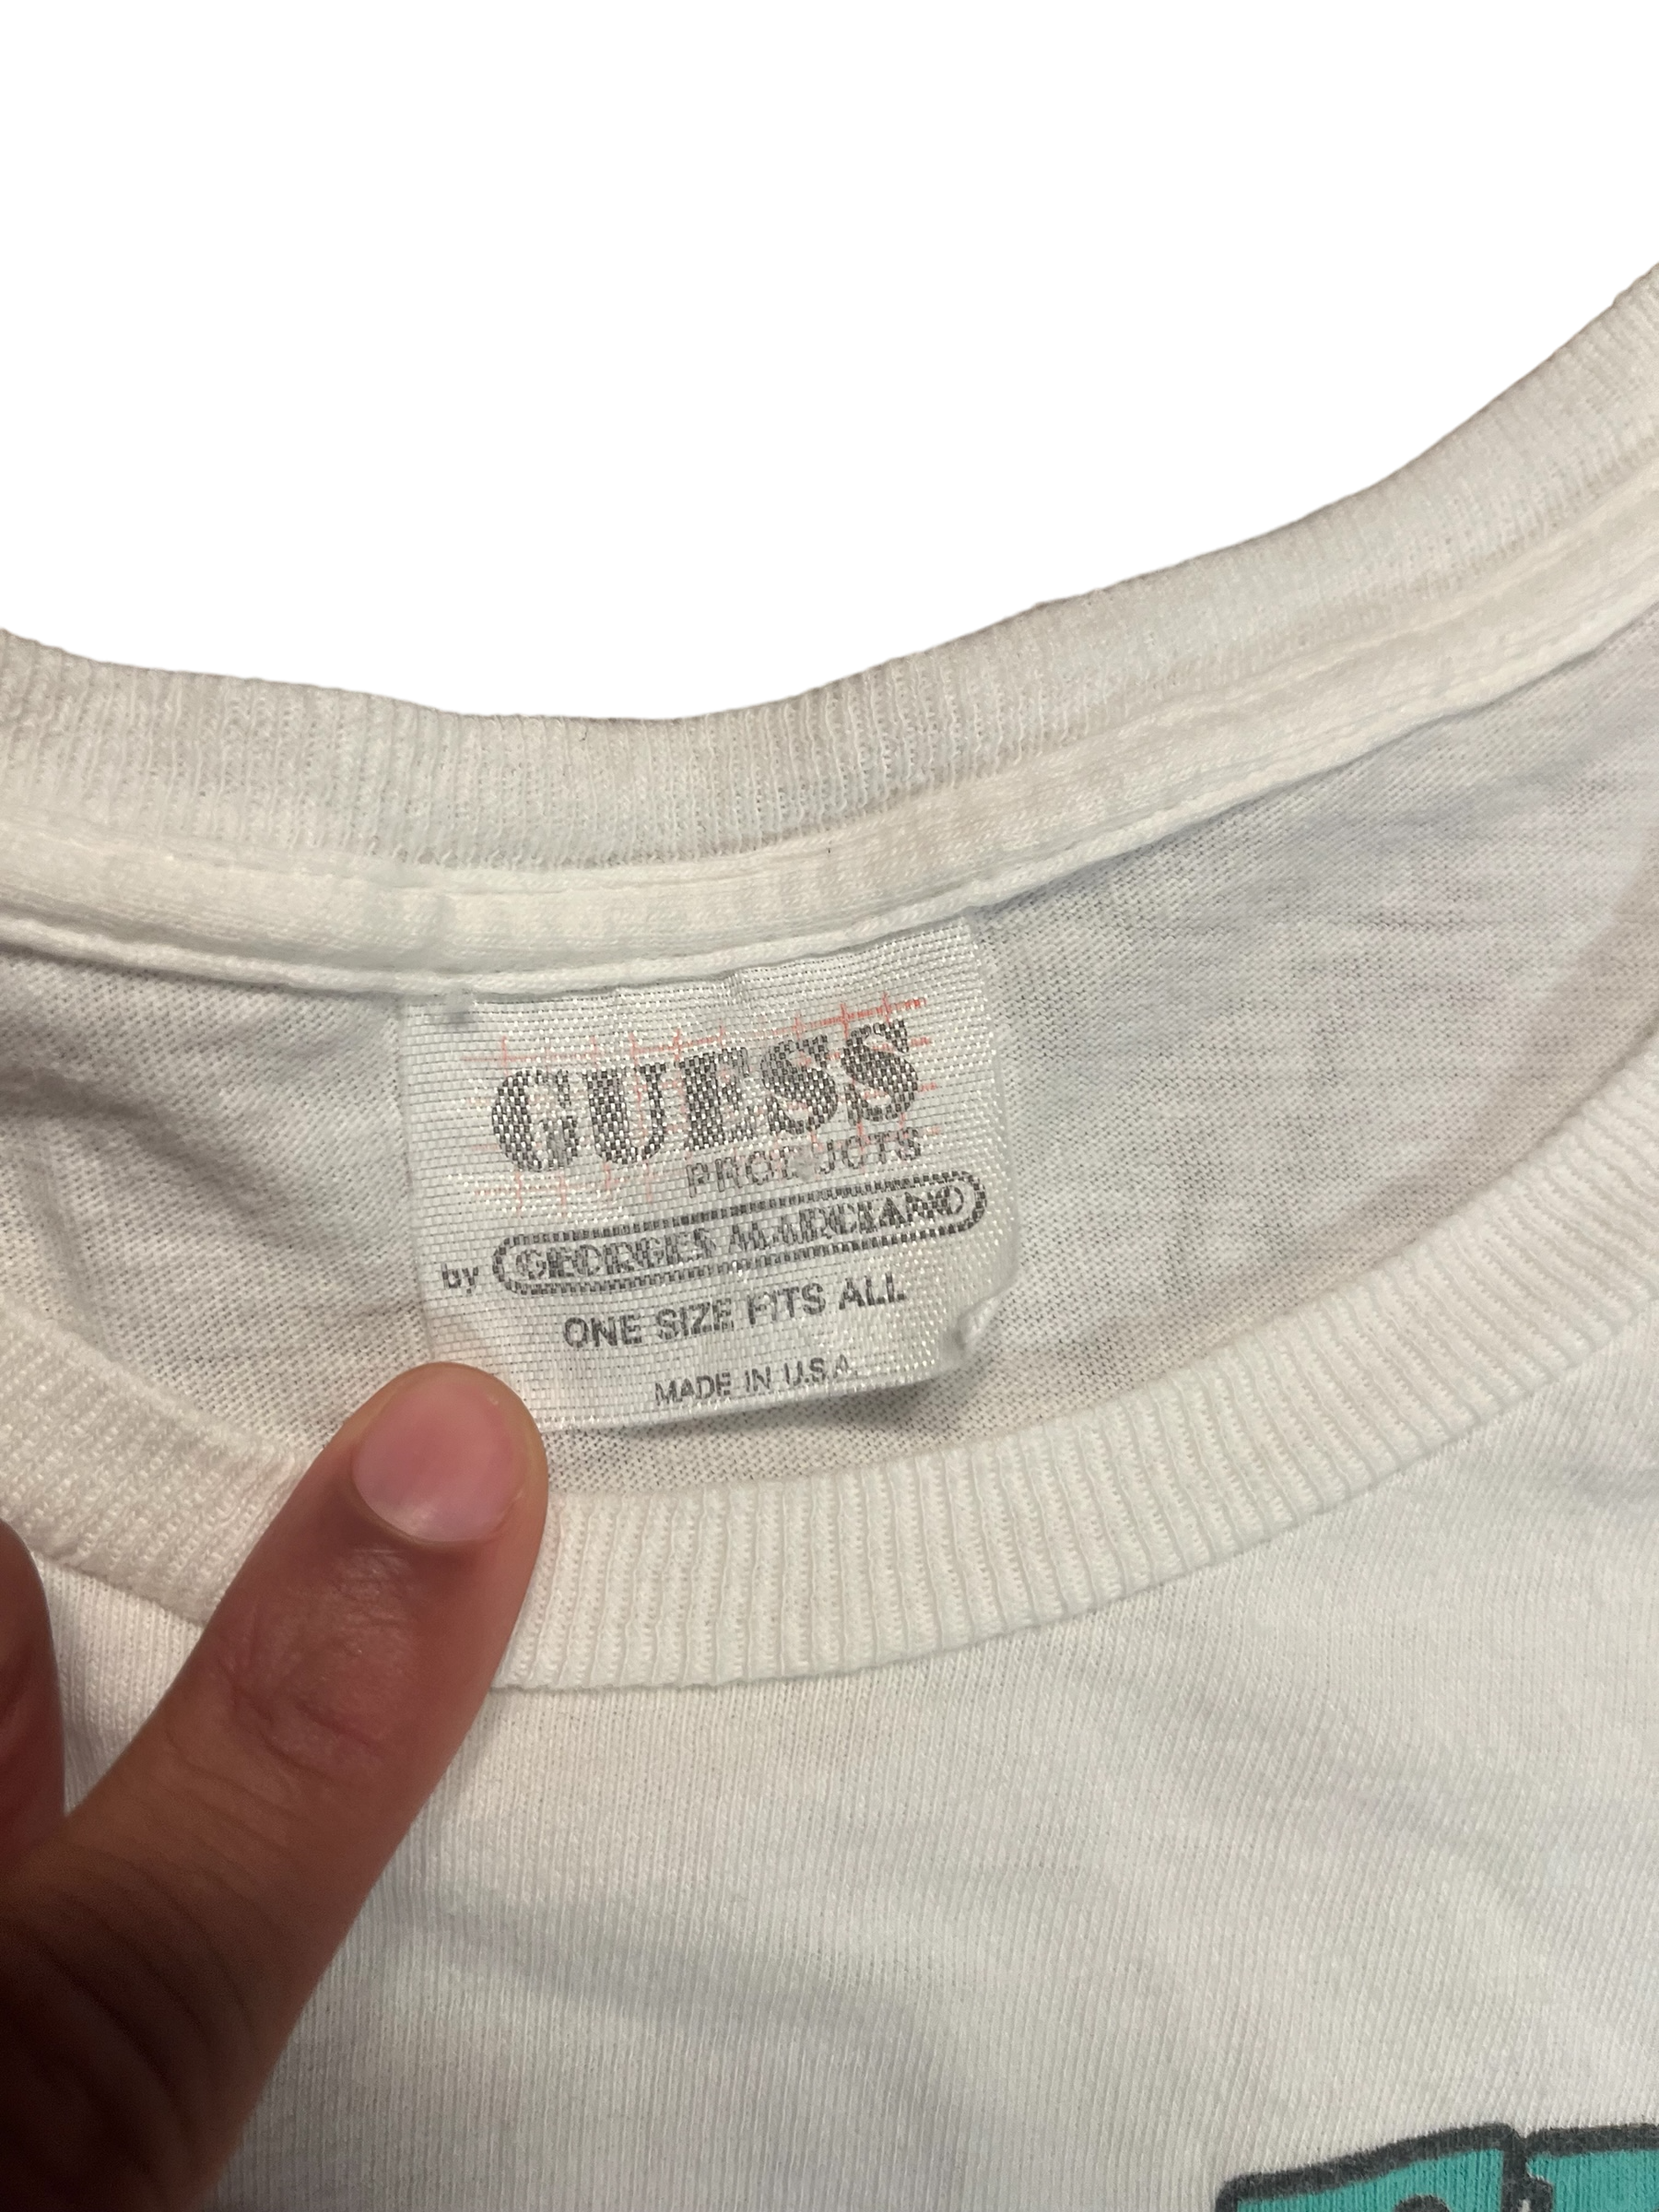 GUESS
PRODUCTS
by GEORGES MARCIANO
ONE SIZE FITS ALL
MADE IN U.S.A.